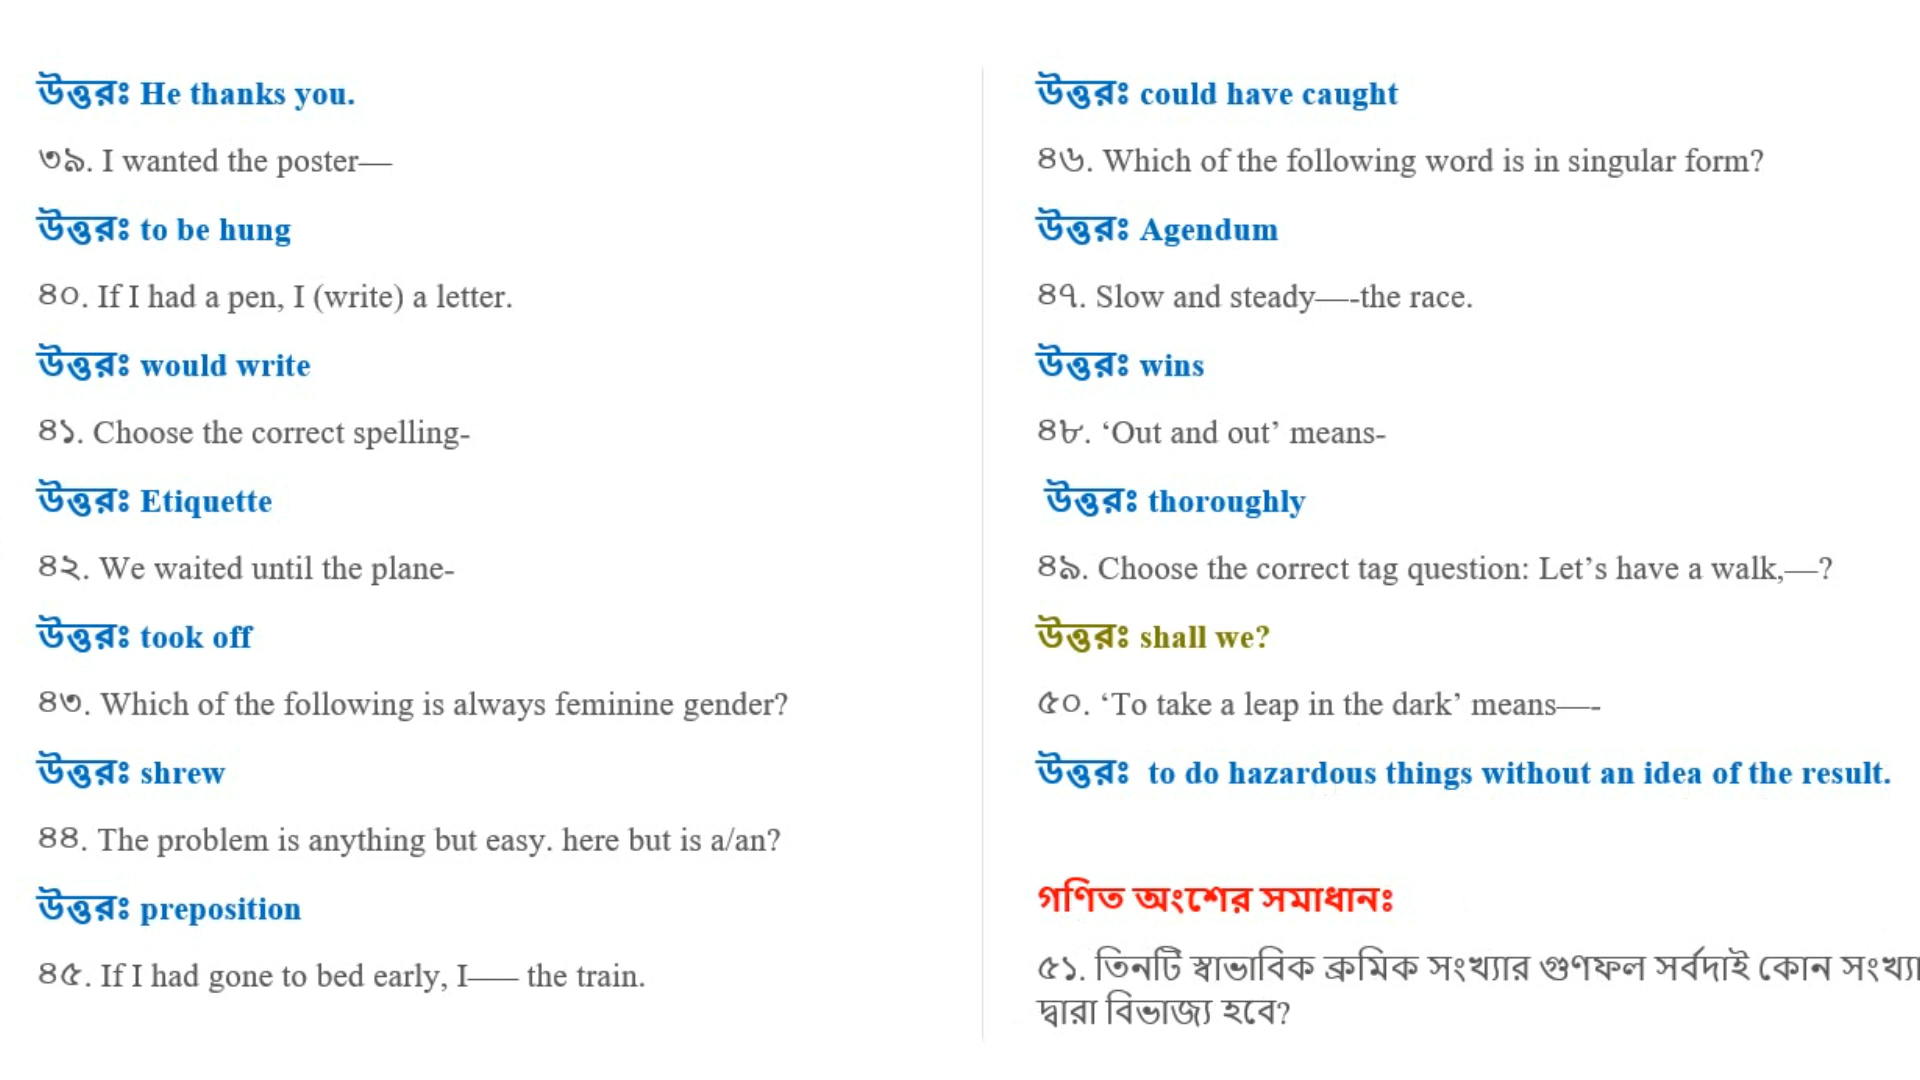 উত্তরঃ He thanks you.
৩৯. I wanted the poster—
উত্তরঃ to be hung
৪০. If I had a pen, I (write) a letter.
উত্তরঃ would write
৪১. Choose the correct spelling-
উত্তরঃ Etiquette
৪২. We waited until the plane-
উত্তরঃ took off
৪৩. Which of the following is always feminine gender?
উত্তরঃ shrew
৪৪. The problem is anything but easy. here but is a/an?
উত্তরঃ preposition
৪৫. If I had gone to bed early, I—– the train.
উত্তরঃ could have caught
৪৬. Which of the following word is in singular form?
উত্তরঃ Agendum
৪৭. Slow and steady—-the race.
উত্তরঃ wins
৪৮. ‘Out and out’ means-
উত্তরঃ thoroughly
৪৯. Choose the correct tag question: Let’s have a walk,—?
উত্তরঃ shall we?
৫০. ‘To take a leap in the dark’ means—-
উত্তরঃ to do hazardous things without an idea of the result.
গণিত অংশের সমাধানঃ
৫১. তিনটি স্বাভাবিক ক্রমিক সংখ্যার গুণফল সর্বদাই কোন সংখ্যা
দ্বারা বিভাজ্য হবে?